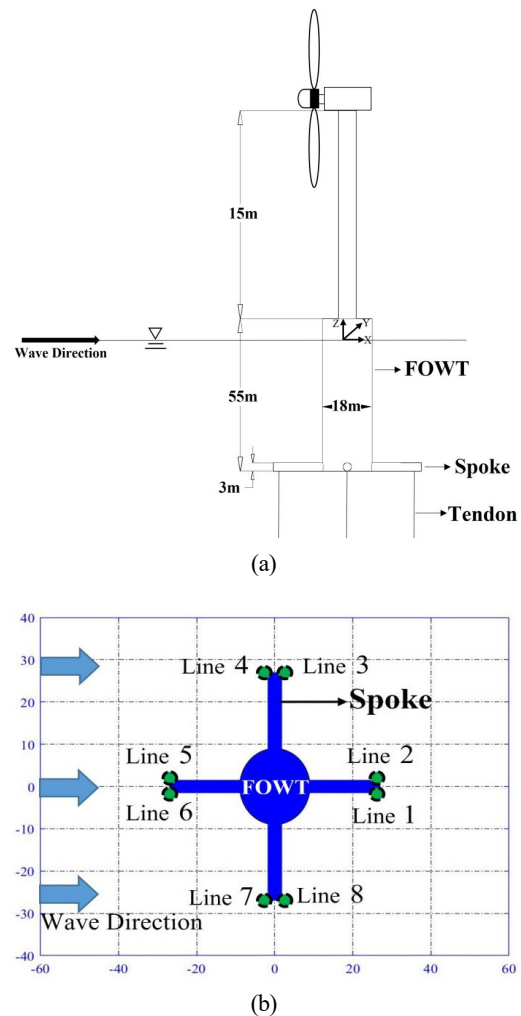 15m
Z
Y
X
Wave Direction
FOWT
55m
18m
Spoke
3m
Tendon
(a)
40
30
Line 4
Line 3
20
Spoke
10
Line 5
Line 2
0
FOWT
Line 6
Line 1
-10
-20
Line 7
Line 8
-30
Wave Direction
-40
-60
-40
-20
0
20
40
60
(b)